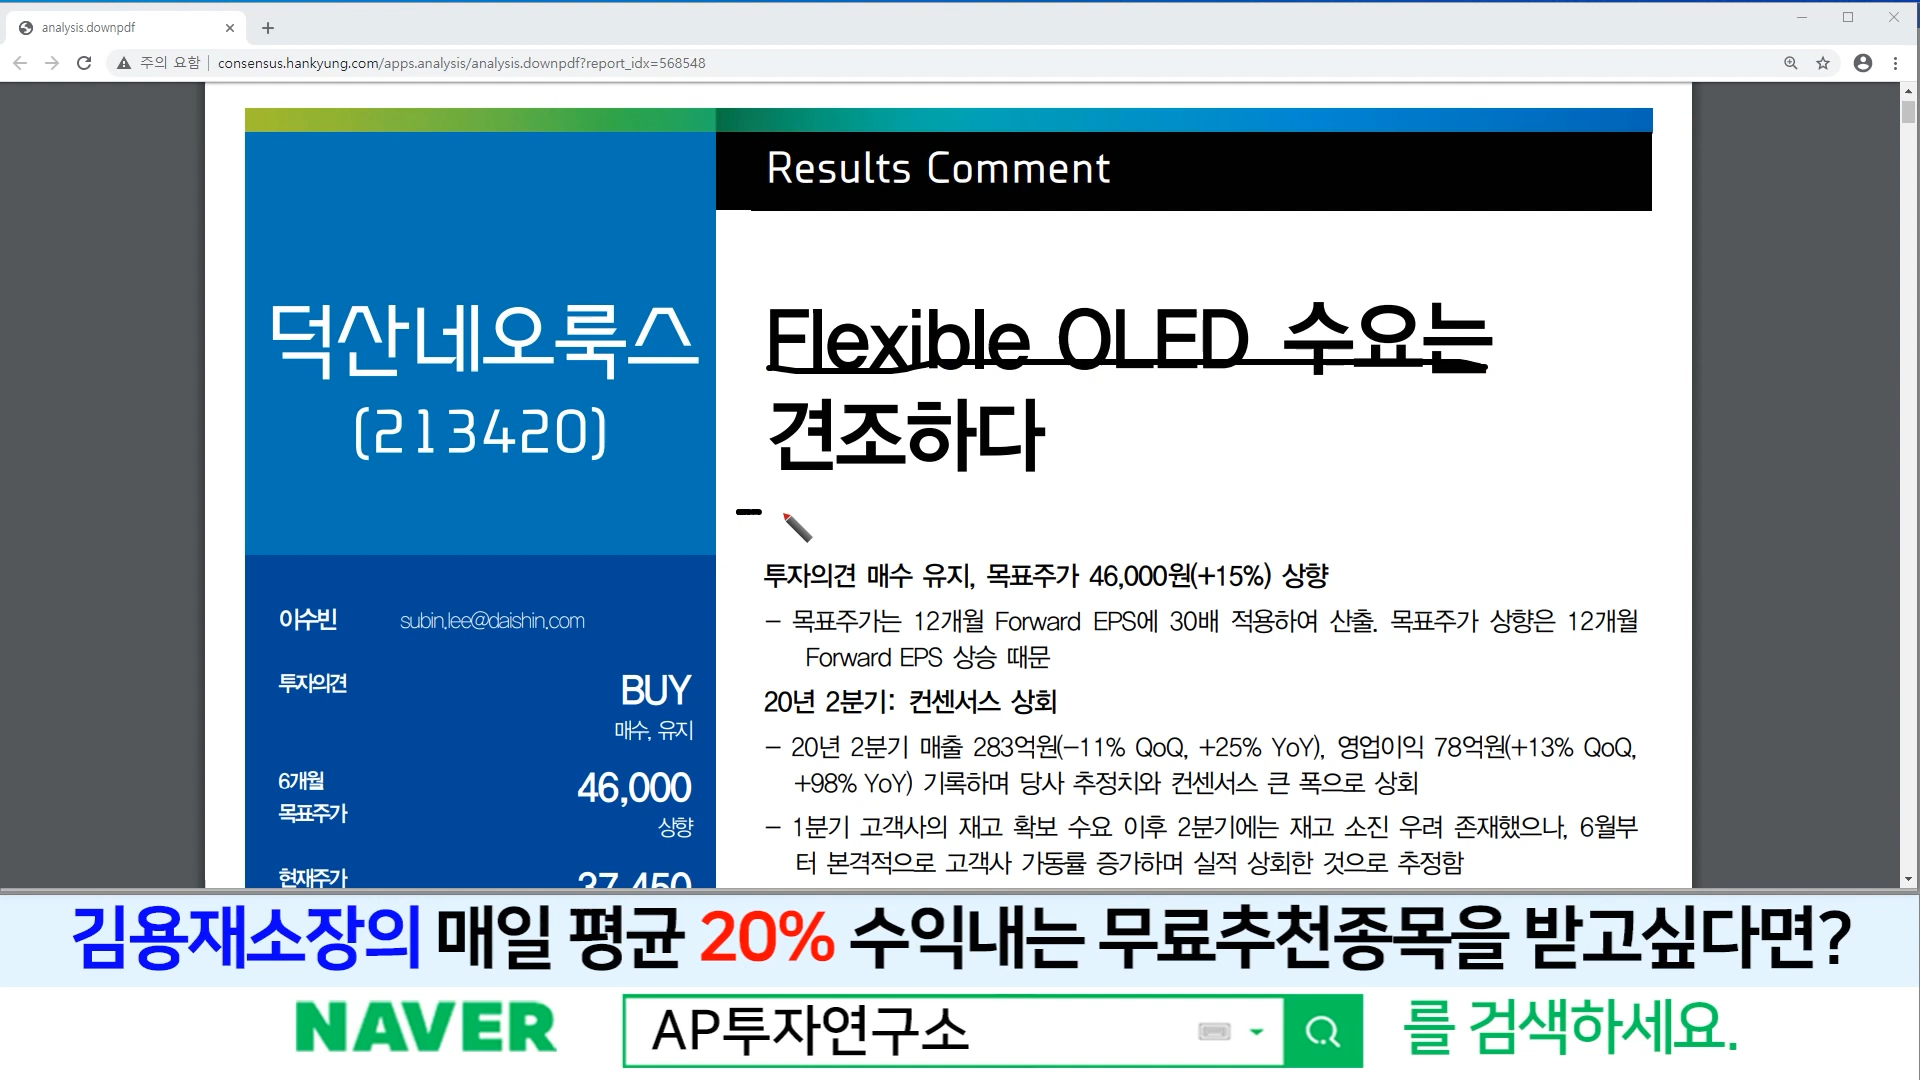 analysis.downpdf
주의 요함 | consensus.hankyung.com/apps.analysis/analysis.downpdf?report_idx=568548
Results Comment
덕산네오룩스
(213420)
Flexible OLED 수요는
견조하다
이수빈 subin.lee@daishin.com
투자의견 BUY
매수, 유지
6개월
목표주가 46,000
상향
현재주가 37,450
투자의견 매수 유지, 목표주가 46,000원(+15%) 상향
– 목표주가는 12개월 Forward EPS에 30배 적용하여 산출. 목표주가 상향은 12개월
Forward EPS 상승 때문
20년 2분기: 컨센서스 상회
– 20년 2분기 매출 283억원(-11% QoQ, +25% YoY), 영업이익 78억원(+13% QoQ,
+98% YoY) 기록하며 당사 추정치와 컨센서스 큰 폭으로 상회
– 1분기 고객사의 재고 확보 수요 이후 2분기에는 재고 소진 우려 존재했으나, 6월부
터 본격적으로 고객사 가동률 증가하며 실적 상회한 것으로 추정함
김용재소장의 매일 평균 20% 수익내는 무료추천종목을 받고싶다면?
NAVER AP투자연구소 를 검색하세요.